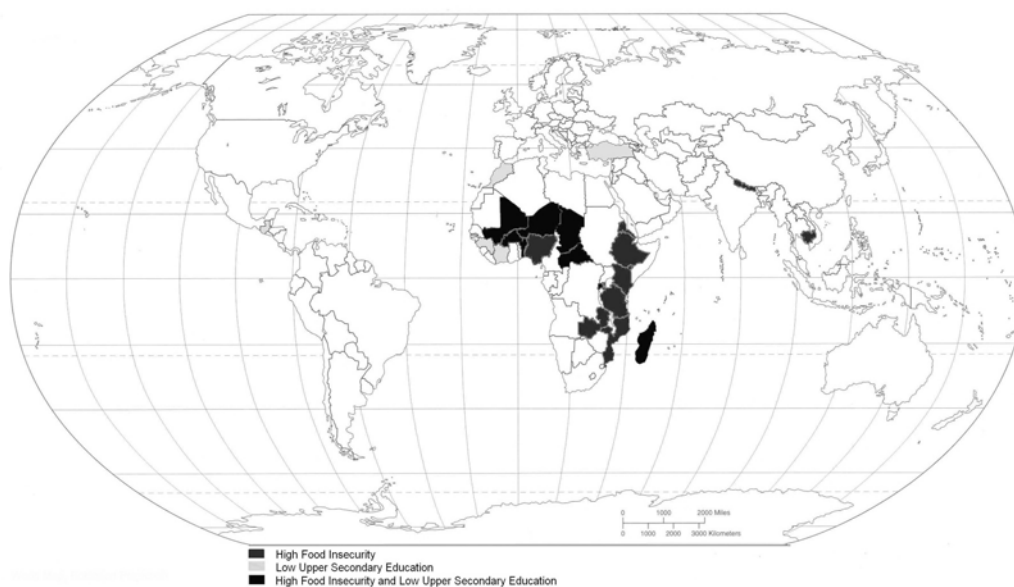 0 1000 2000 Miles
0 1000 2000 3000 Kilometers
High Food Insecurity
Low Upper Secondary Education
High Food Insecurity and Low Upper Secondary Education